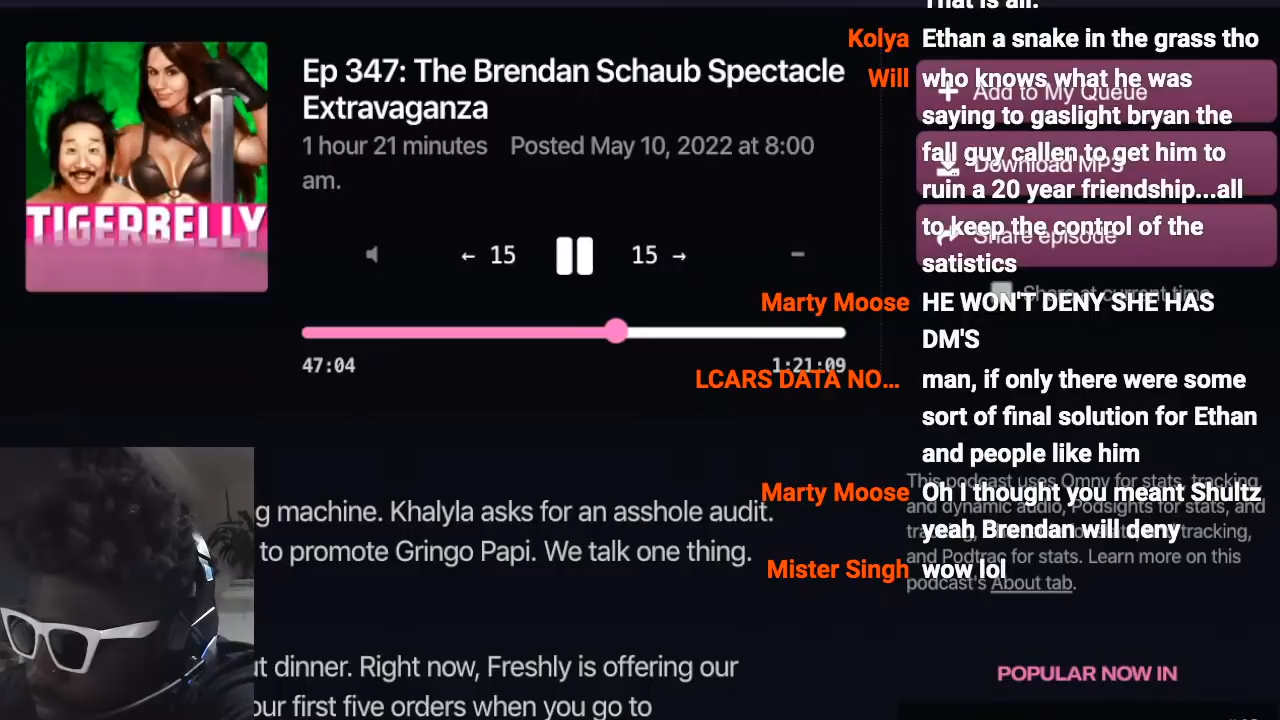 TIGERBELLY
Ep 347: The Brendan Schaub Spectacle
Extravaganza
1 hour 21 minutes Posted May 10, 2022 at 8:00
am.
← 15
15 →
47:04
1:21:09
g machine. Khalyla asks for an asshole audit.
to promote Gringo Papi. We talk one thing.
t dinner. Right now, Freshly is offering our
our first five orders when you go to
That is all.
Kolya Ethan a snake in the grass tho
Will who knows what he was
saying to gaslight bryan the
fall guy callen to get him to
ruin a 20 year friendship...all
to keep the control of the
satistics
Marty Moose HE WON'T DENY SHE HAS
DM'S
LCARS DATA NO... man, if only there were some
sort of final solution for Ethan
and people like him
Marty Moose Oh I thought you meant Shultz
yeah Brendan will deny
Mister Singh wow lol
Add to My Queue
Download MP3
Share episode
Share at current time
This podcast uses Omny for stats, tracking,
and dynamic audio, Podsights for stats, and
tracking,
tracking,
and Podtrac for stats. Learn more on this
podcast's About tab.
POPULAR NOW IN